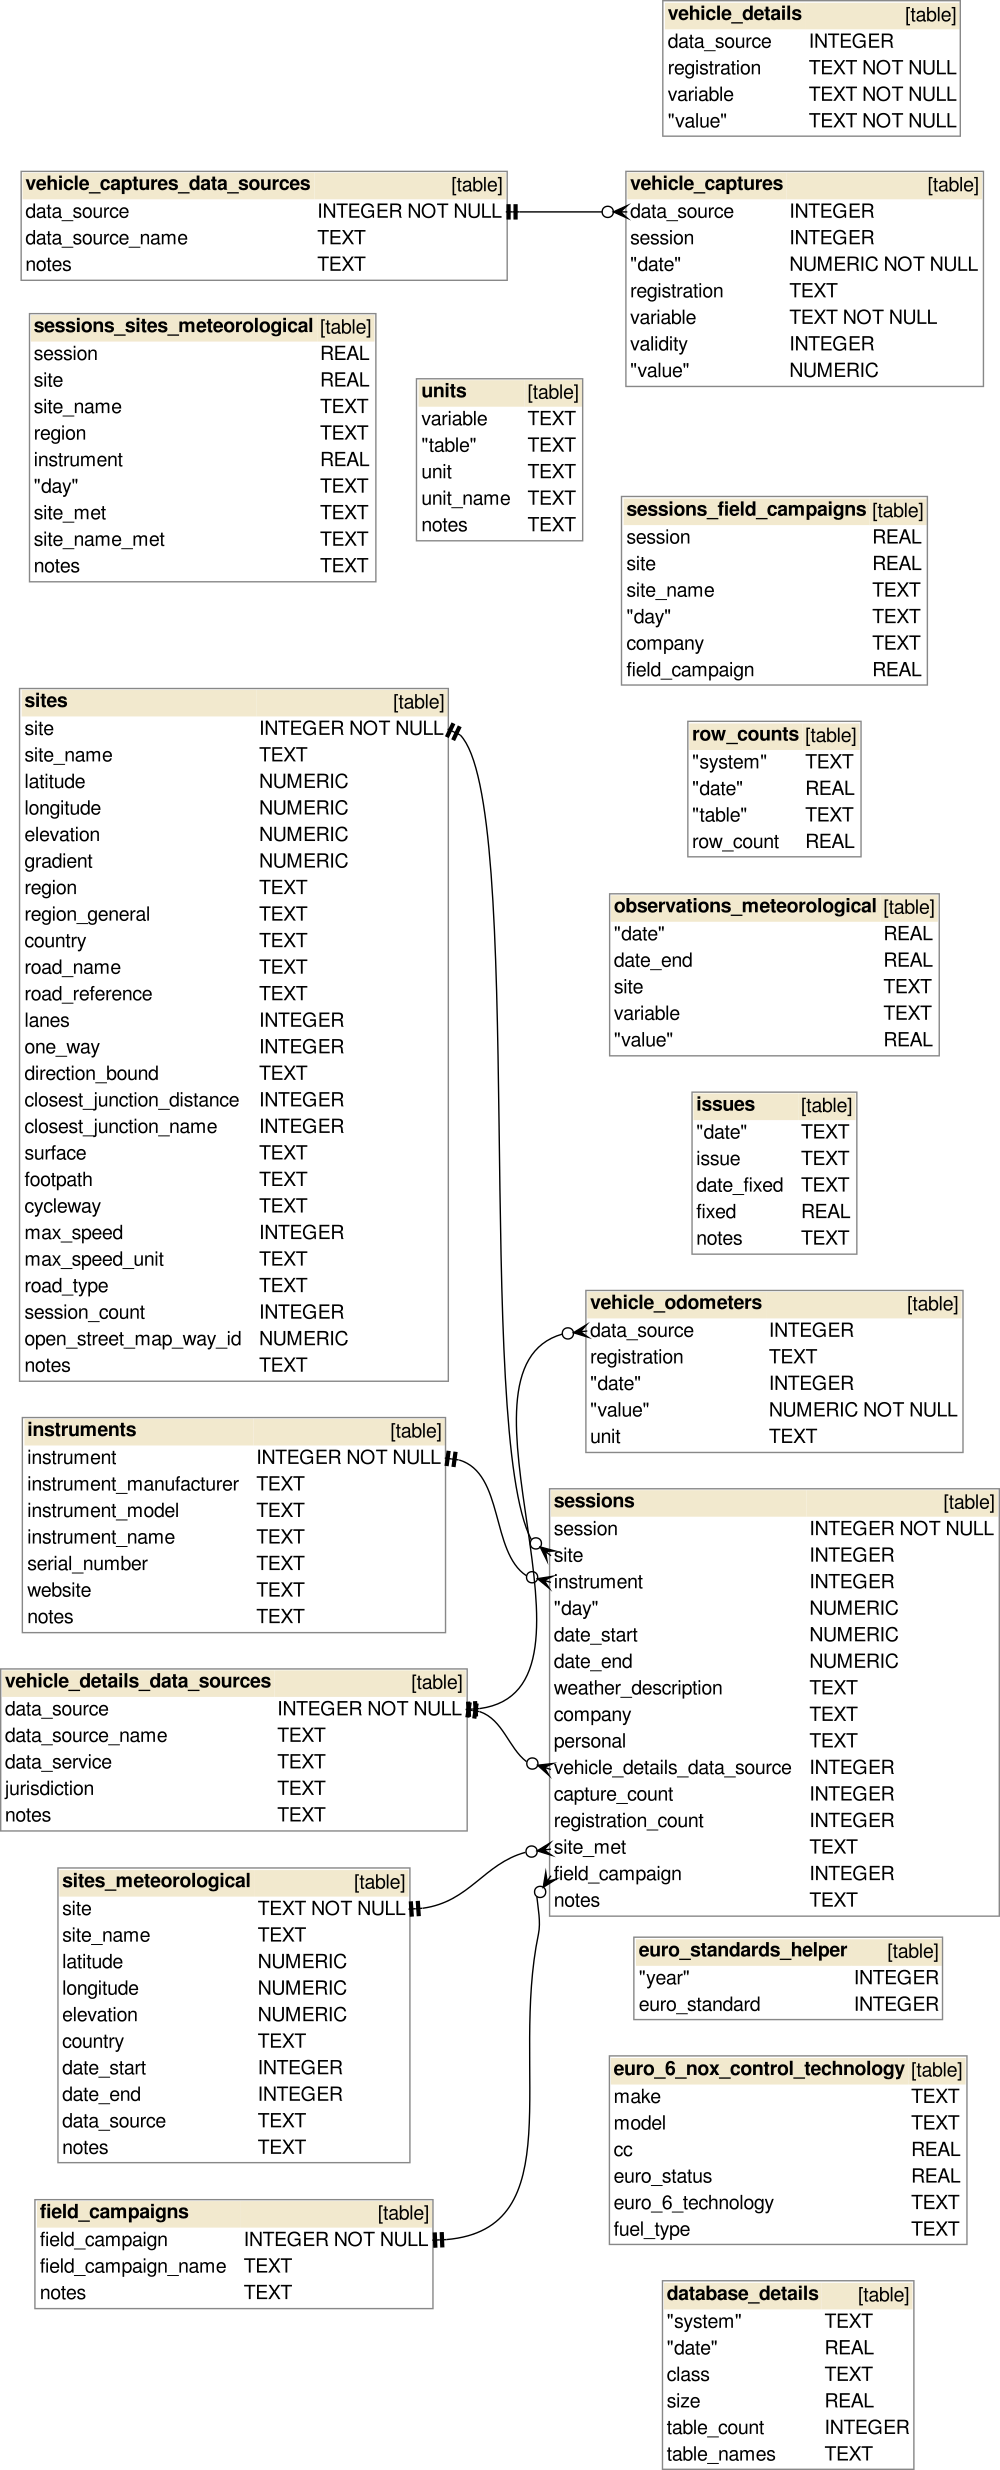 vehicle_details [table]
data_source INTEGER
registration TEXT NOT NULL
variable TEXT NOT NULL
"value" TEXT NOT NULL
vehicle_captures_data_sources [table]
data_source INTEGER NOT NULL
data_source_name TEXT
notes TEXT
vehicle_captures [table]
data_source INTEGER
session INTEGER
"date" NUMERIC NOT NULL
registration TEXT
variable TEXT NOT NULL
validity INTEGER
"value" NUMERIC
sessions_sites_meteorological [table]
session REAL
site REAL
site_name TEXT
region TEXT
instrument REAL
"day" TEXT
site_met TEXT
site_name_met TEXT
notes TEXT
units [table]
variable TEXT
"table" TEXT
unit TEXT
unit_name TEXT
notes TEXT
sessions_field_campaigns [table]
session REAL
site REAL
site_name TEXT
"day" TEXT
company TEXT
field_campaign REAL
sites [table]
site INTEGER NOT NULL
site_name TEXT
latitude NUMERIC
longitude NUMERIC
elevation NUMERIC
gradient NUMERIC
region TEXT
region_general TEXT
country TEXT
road_name TEXT
road_reference TEXT
lanes INTEGER
one_way INTEGER
direction_bound TEXT
closest_junction_distance INTEGER
closest_junction_name INTEGER
surface TEXT
footpath TEXT
cycleway TEXT
max_speed INTEGER
max_speed_unit TEXT
road_type TEXT
session_count INTEGER
open_street_map_way_id NUMERIC
notes TEXT
row_counts [table]
"system" TEXT
"date" REAL
"table" TEXT
row_count REAL
observations_meteorological [table]
"date" REAL
date_end REAL
site TEXT
variable TEXT
"value" REAL
issues [table]
"date" TEXT
issue TEXT
date_fixed TEXT
fixed REAL
notes TEXT
vehicle_odometers [table]
data_source INTEGER
registration TEXT
"date" INTEGER
"value" NUMERIC NOT NULL
unit TEXT
instruments [table]
instrument INTEGER NOT NULL
instrument_manufacturer TEXT
instrument_model TEXT
instrument_name TEXT
serial_number TEXT
website TEXT
notes TEXT
sessions [table]
session INTEGER NOT NULL
site INTEGER
instrument INTEGER
"day" NUMERIC
date_start NUMERIC
date_end NUMERIC
weather_description TEXT
company TEXT
personal TEXT
vehicle_details_data_source INTEGER
capture_count INTEGER
registration_count INTEGER
site_met TEXT
field_campaign INTEGER
notes TEXT
vehicle_details_data_sources [table]
data_source INTEGER NOT NULL
data_source_name TEXT
data_service TEXT
jurisdiction TEXT
notes TEXT
sites_meteorological [table]
site TEXT NOT NULL
site_name TEXT
latitude NUMERIC
longitude NUMERIC
elevation NUMERIC
country TEXT
date_start INTEGER
date_end INTEGER
data_source TEXT
notes TEXT
euro_standards_helper [table]
"year" INTEGER
euro_standard INTEGER
euro_6_nox_control_technology [table]
make TEXT
model TEXT
cc REAL
euro_status REAL
euro_6_technology TEXT
fuel_type TEXT
field_campaigns [table]
field_campaign INTEGER NOT NULL
field_campaign_name TEXT
notes TEXT
database_details [table]
"system" TEXT
"date" REAL
class TEXT
size REAL
table_count INTEGER
table_names TEXT